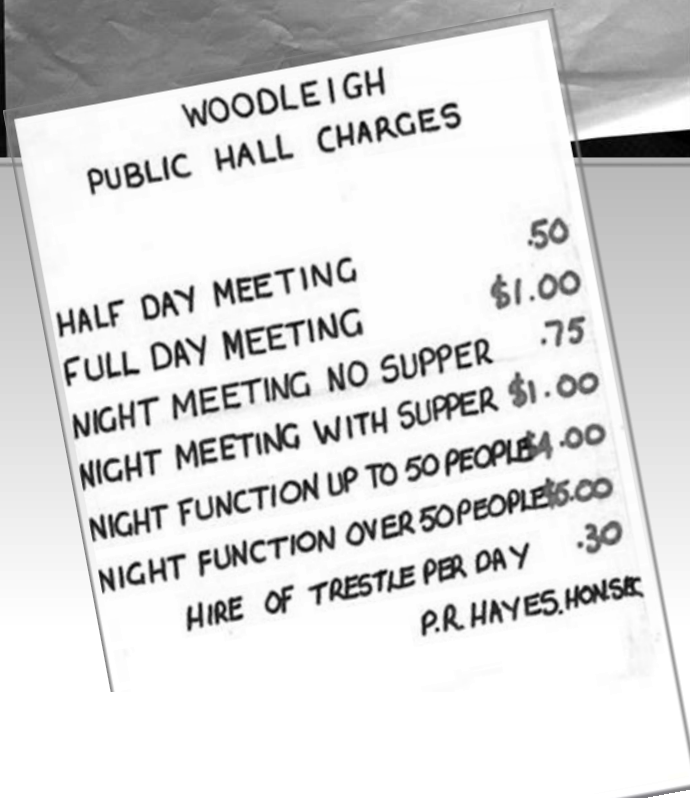 WOODLEIGH
PUBLIC HALL CHARGES
HALF DAY MEETING .50
FULL DAY MEETING $1.00
NIGHT MEETING NO SUPPER .75
NIGHT MEETING WITH SUPPER $1.00
NIGHT FUNCTION UP TO 50 PEOPLE $4.00
NIGHT FUNCTION OVER 50 PEOPLE $5.00
HIRE OF TRESTLE PER DAY .30
P.R. HAYES. HON. SEC.